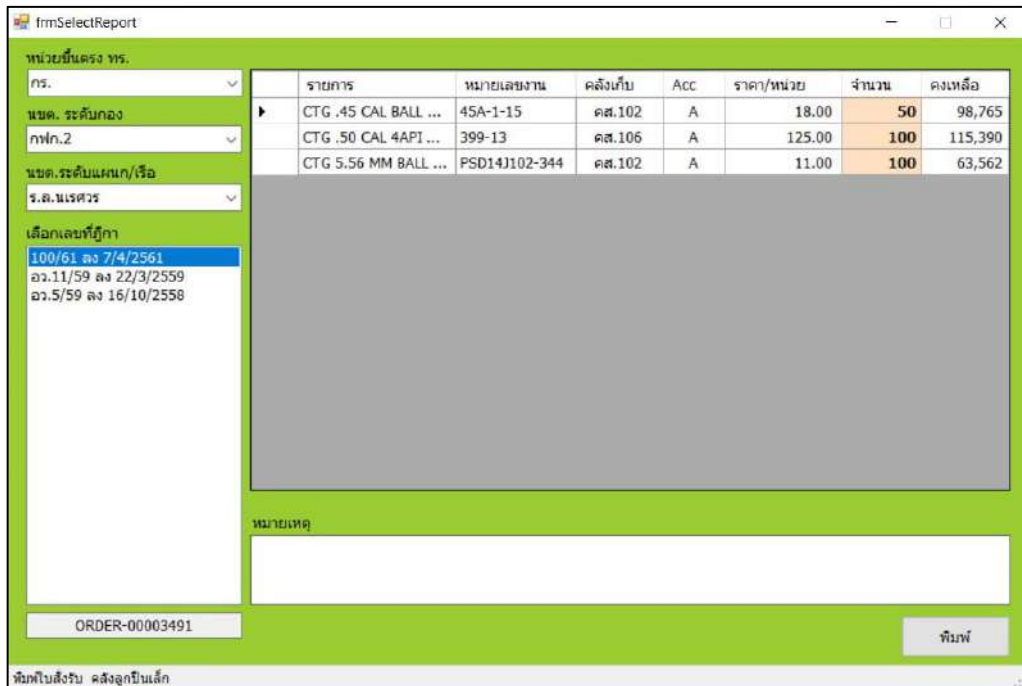 frmSelectReport
หน่วยขึ้นตรง ทร.
กร.
นขต. ระดับกอง
กฟก.2
นขต.ระดับแผนก/เรือ
ร.ล.นเรศวร
เลือกเลขที่ฎีกา
100/61 ลง 7/4/2561
อว.11/59 ลง 22/3/2559
อว.5/59 ลง 16/10/2558
ORDER-00003491
รายการ หมายเลขงาน คลังเก็บ Acc ราคา/หน่วย จำนวน คงเหลือ
CTG .45 CAL BALL ... 45A-1-15 คส.102 A 18.00 50 98,765
CTG .50 CAL 4API ... 399-13 คส.106 A 125.00 100 115,390
CTG 5.56 MM BALL ... PSD14J102-344 คส.102 A 11.00 100 63,562
หมายเหตุ
พิมพ์
พิมพ์ใบสั่งรับ คลังลูกปืนเล็ก